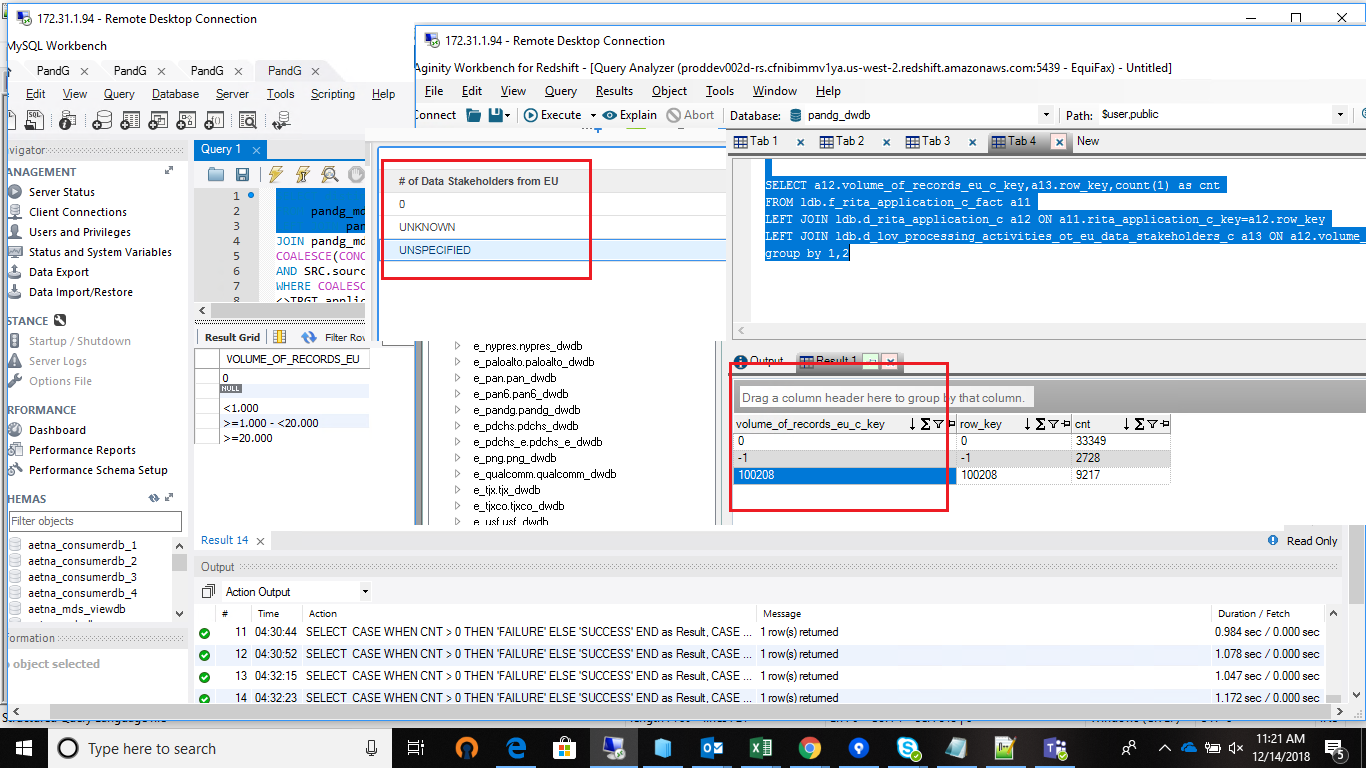 172.31.1.94 - Remote Desktop Connection
MySQL Workbench
PandG
PandG
PandG
PandG
Edit View Query Database Server Tools Scripting Help
172.31.1.94 - Remote Desktop Connection
Aginity Workbench for Redshift - [Query Analyzer (proddev002d-rs.cfnibimmv1ya.us-west-2.redshift.amazonaws.com:5439 - EquiFax) - Untitled]
File Edit View Query Results Object Tools Window Help
Connect Execute Explain Abort Database: pandg_dwdb Path: $user,public
Tab 1 Tab 2 Tab 3 Tab 4 New
SELECT a12.volume_of_records_eu_c_key,a13.row_key,count(1) as cnt
FROM ldb.f_rita_application_c_fact a11
LEFT JOIN ldb.d_rita_application_c a12 ON a11.rita_application_c_key=a12.row_key
LEFT JOIN ldb.d_lov_processing_activities_ot_eu_data_stakeholders_c a13 ON a12.volume_
group by 1,2
Navigator
MANAGEMENT
Server Status
Client Connections
Users and Privileges
Status and System Variables
Data Export
Data Import/Restore
INSTANCE
Startup / Shutdown
Server Logs
Options File
PERFORMANCE
Dashboard
Performance Reports
Performance Schema Setup
SCHEMAS
Filter objects
aetna_consumerdb_1
aetna_consumerdb_2
aetna_consumerdb_3
aetna_consumerdb_4
aetna_mds_viewdb
Information
o object selected
Query 1
1
2 pandg_md
3 pan
4 JOIN pandg_md
5 COALESCE(CONC
6 AND SRC.sourc
7 WHERE COALESC
8 <>TRGT.applic
# of Data Stakeholders from EU
0
UNKNOWN
UNSPECIFIED
Result Grid Filter Row
VOLUME_OF_RECORDS_EU
0
NULL
<1.000
>=1.000 - <20.000
>=20.000
e_nypres.nypres_dwdb
e_paloalto.paloalto_dwdb
e_pan.pan_dwdb
e_pan6.pan6_dwdb
e_pandg.pandg_dwdb
e_pdchs.pdchs_dwdb
e_pdchs_e.pdchs_e_dwdb
e_png.png_dwdb
e_qualcomm.qualcomm_dwdb
e_tjx.tjx_dwdb
e_tjxco.tjxco_dwdb
e_usf.usf_dwdb
Output Result 1
Drag a column header here to group by that column.
volume_of_records_eu_c_key row_key cnt
0 0 33349
-1 -1 2728
100208 100208 9217
Result 14 Read Only
Output
Action Output
# Time Action Message Duration / Fetch
11 04:30:44 SELECT CASE WHEN CNT > 0 THEN 'FAILURE' ELSE 'SUCCESS' END as Result, CASE ... 1 row(s) returned 0.984 sec / 0.000 sec
12 04:30:52 SELECT CASE WHEN CNT > 0 THEN 'FAILURE' ELSE 'SUCCESS' END as Result, CASE ... 1 row(s) returned 1.078 sec / 0.000 sec
13 04:32:15 SELECT CASE WHEN CNT > 0 THEN 'FAILURE' ELSE 'SUCCESS' END as Result, CASE ... 1 row(s) returned 1.047 sec / 0.000 sec
14 04:32:23 SELECT CASE WHEN CNT > 0 THEN 'FAILURE' ELSE 'SUCCESS' END as Result, CASE ... 1 row(s) returned 1.172 sec / 0.000 sec
Type here to search
11:21 AM
12/14/2018
5